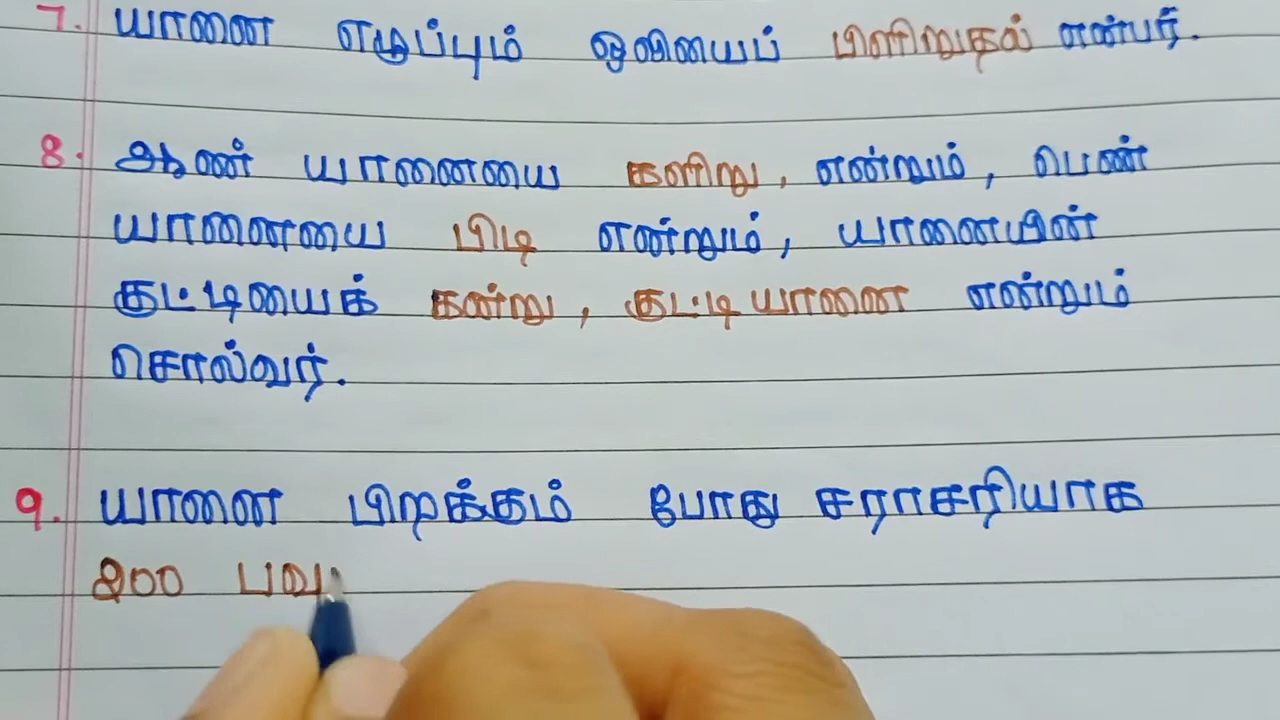 7. யானை எழுப்பும் ஒலியைப் பிளிறுதல் என்பர்.
8. ஆண் யானையை களிறு, என்றும், பெண்
யானையை பிடி என்றும், யானையின்
குட்டியைக் கன்று, குட்டி யானை என்றும்
சொல்வர்.
9. யானை பிறக்கும் போது சராசரியாக
200 பவு